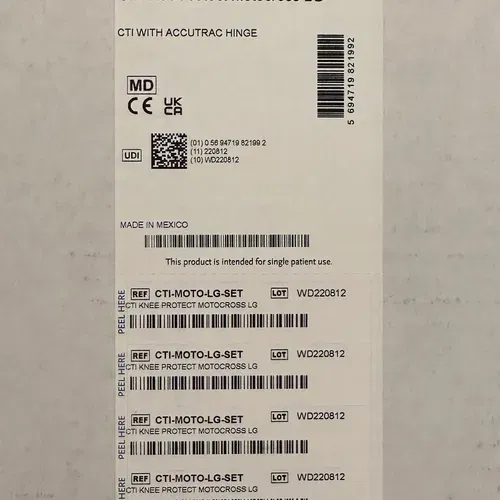 CTI WITH ACCUTRAC HINGE
MD
CE UK CA
5 694719 821992
UDI
(01) 0 56 94719 82199 2
(11) 220812
(10) WD220812
MADE IN MEXICO
This product is intended for single patient use.
PEEL HERE
REF CTI-MOTO-LG-SET LOT WD220812
CTI KNEE PROTECT MOTOCROSS LG
PEEL HERE
REF CTI-MOTO-LG-SET LOT WD220812
CTI KNEE PROTECT MOTOCROSS LG
PEEL HERE
REF CTI-MOTO-LG-SET LOT WD220812
CTI KNEE PROTECT MOTOCROSS LG
PEEL HERE
REF CTI-MOTO-LG-SET LOT WD220812
CTI KNEE PROTECT MOTOCROSS LG